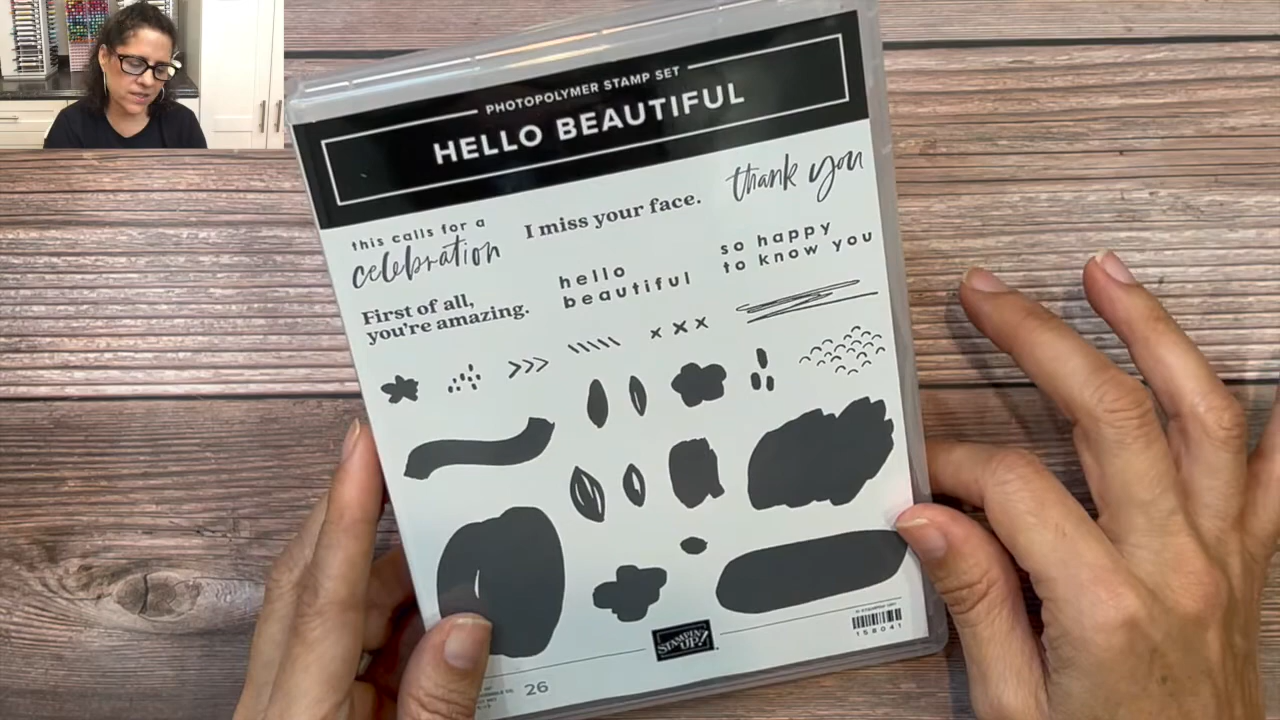 PHOTOPOLYMER STAMP SET
HELLO BEAUTIFUL
this calls for a
celebration
I miss your face.
thank you
First of all,
you're amazing.
hello
beautiful
so happy
to know you
STAMPIN'
UP!
158041
26